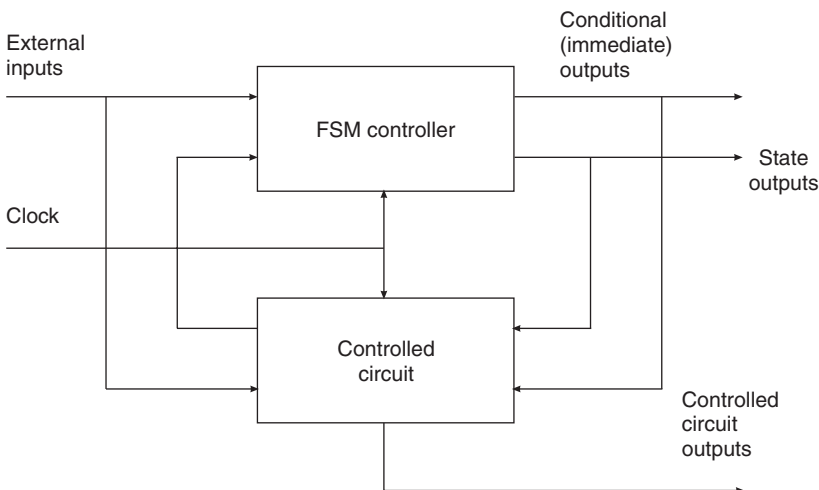 External
inputs
Conditional
(immediate)
outputs
FSM controller
State
outputs
Clock
Controlled
circuit
Controlled
circuit
outputs